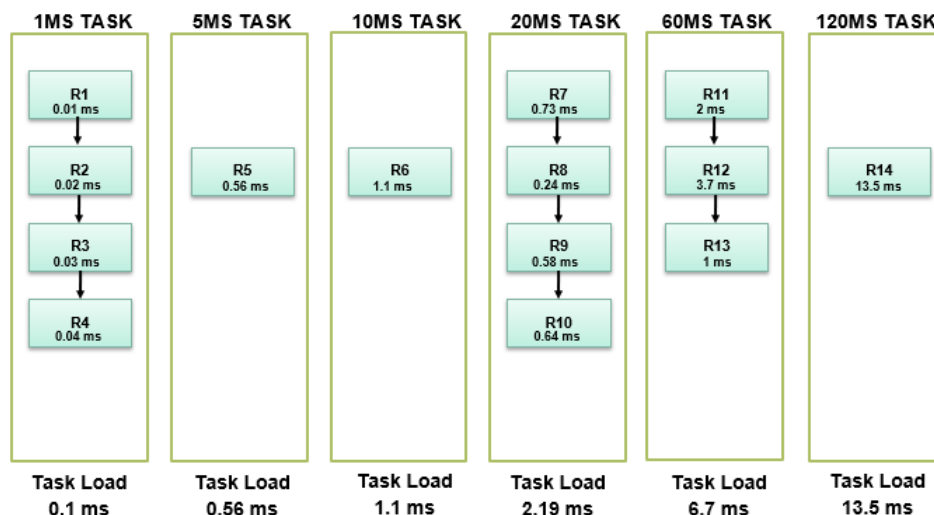 1MS TASK
R1
0.01 ms
R2
0.02 ms
R3
0.03 ms
R4
0.04 ms
Task Load
0.1 ms
5MS TASK
R5
0.56 ms
Task Load
0.56 ms
10MS TASK
R6
1.1 ms
Task Load
1.1 ms
20MS TASK
R7
0.73 ms
R8
0.24 ms
R9
0.58 ms
R10
0.64 ms
Task Load
2.19 ms
60MS TASK
R11
2 ms
R12
3.7 ms
R13
1 ms
Task Load
6.7 ms
120MS TASK
R14
13.5 ms
Task Load
13.5 ms